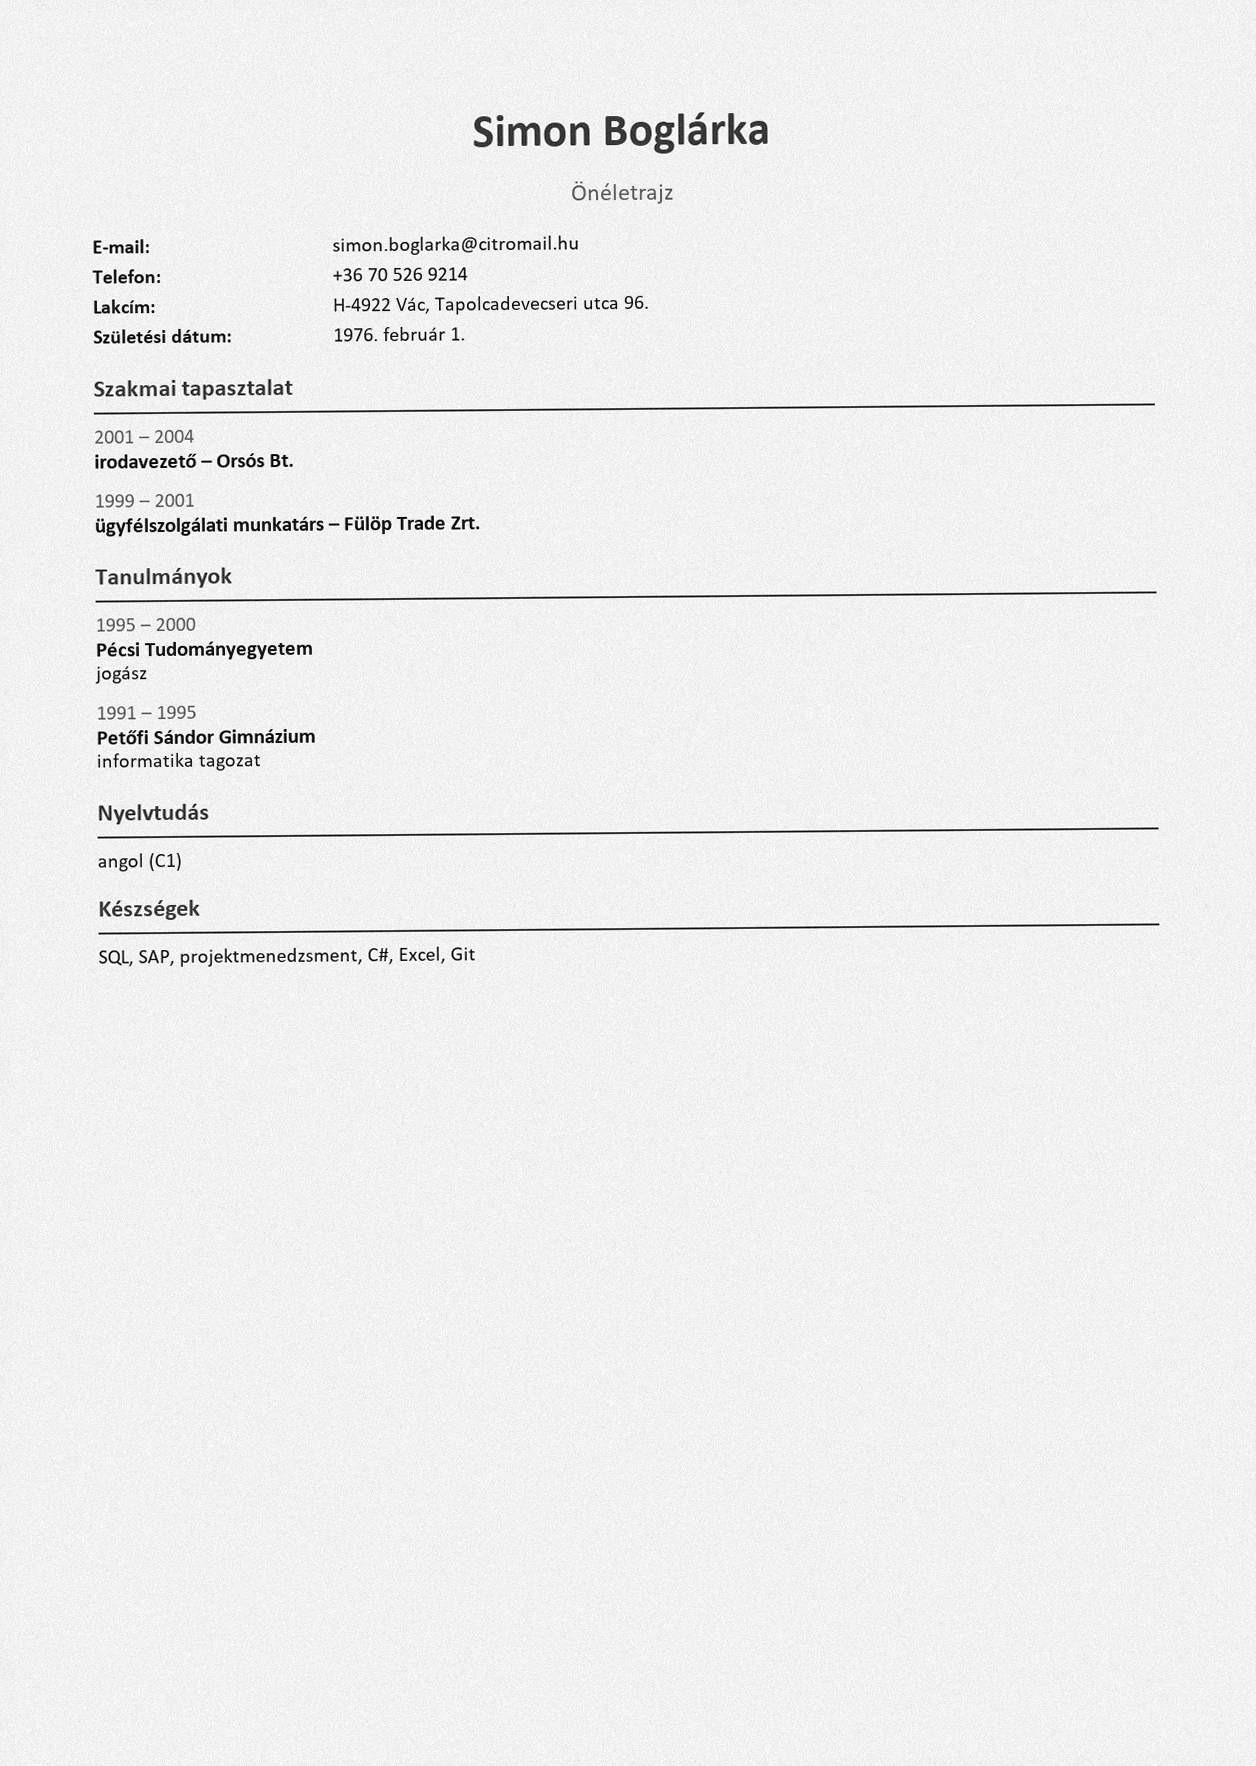 Simon Boglárka
Önéletrajz
E-mail: simon.boglarka@citromail.hu
Telefon: +36 70 526 9214
Lakcím: H-4922 Vác, Tapolcadevecseri utca 96.
Születési dátum: 1976. február 1.
Szakmai tapasztalat
2001 – 2004
irodavezető – Orsós Bt.
1999 – 2001
ügyfélszolgálati munkatárs – Fülöp Trade Zrt.
Tanulmányok
1995 – 2000
Pécsi Tudományegyetem
jogász
1991 – 1995
Petőfi Sándor Gimnázium
informatika tagozat
Nyelvtudás
angol (C1)
Készségek
SQL, SAP, projektmenedzsment, C#, Excel, Git